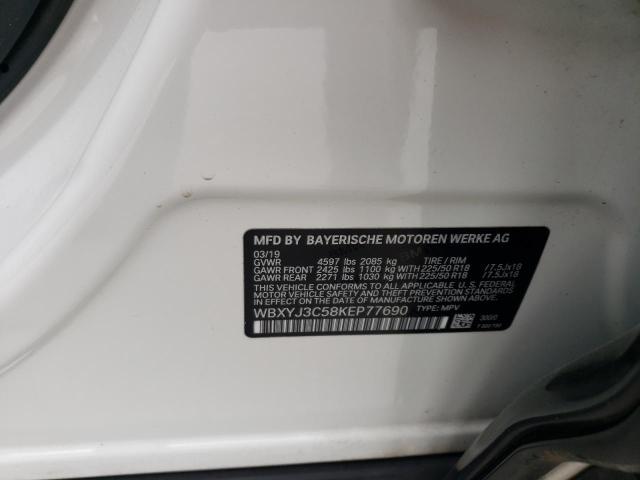 MFD BY BAYERISCHE MOTOREN WERKE AG
03/19
GVWR 4597 lbs 2085 kg TIRE / RIM
GAWR FRONT 2425 lbs 1100 kg WITH 225/50 R18 /7.5Jx18
GAWR REAR 2271 lbs 1030 kg WITH 225/50 R18 /7.5Jx18
THIS VEHICLE CONFORMS TO ALL APPLICABLE U.S. FEDERAL
MOTOR VEHICLE SAFETY, BUMPER, AND THEFT PREVENTION
STANDARDS IN EFFECT ON THE DATE OF MANUFACTURE SHOWN ABOVE.
WBXYJ3C58KEP77690 TYPE: MPV
300/0